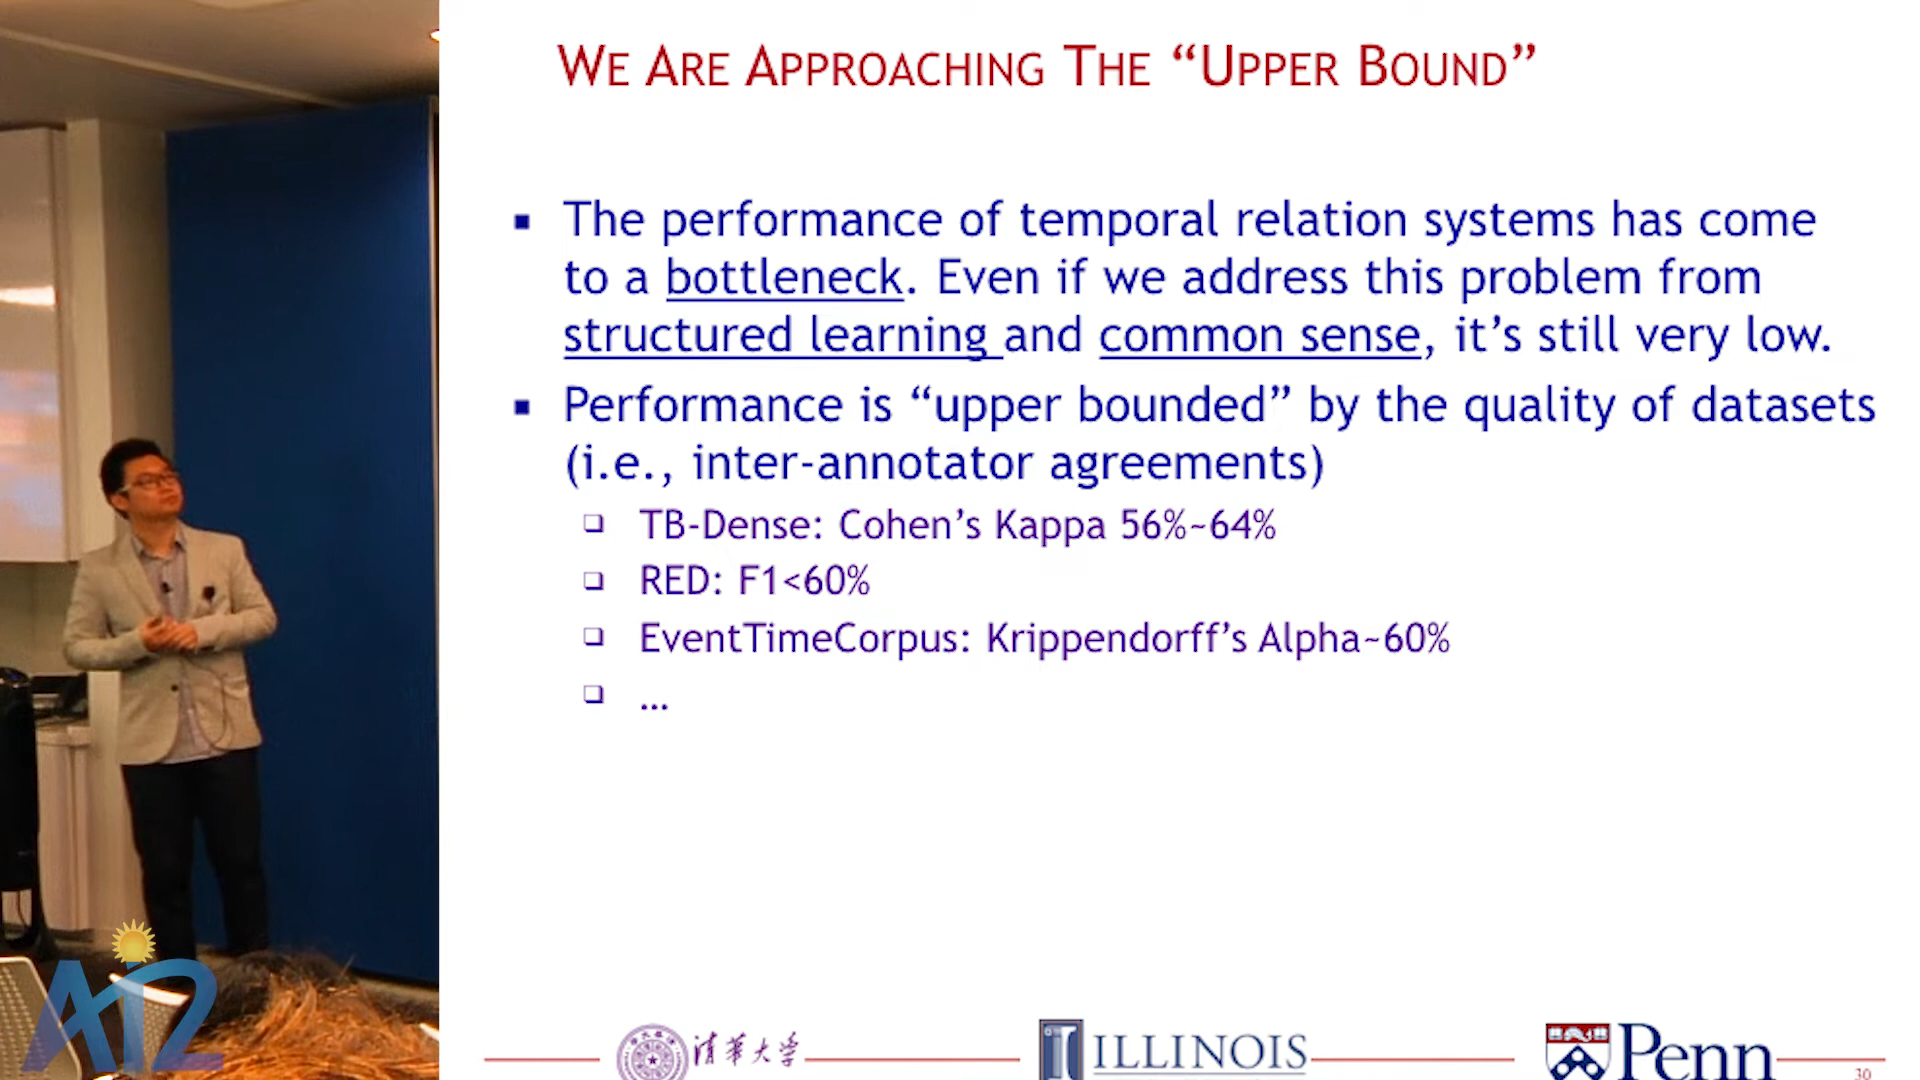 WE ARE APPROACHING THE “UPPER BOUND”
▪ The performance of temporal relation systems has come
to a bottleneck. Even if we address this problem from
structured learning and common sense, it’s still very low.
▪ Performance is “upper bounded” by the quality of datasets
(i.e., inter-annotator agreements)
❑ TB-Dense: Cohen’s Kappa 56%~64%
❑ RED: F1<60%
❑ EventTimeCorpus: Krippendorff’s Alpha~60%
❑ …
AI2
清華大学
ILLINOIS
Penn
30